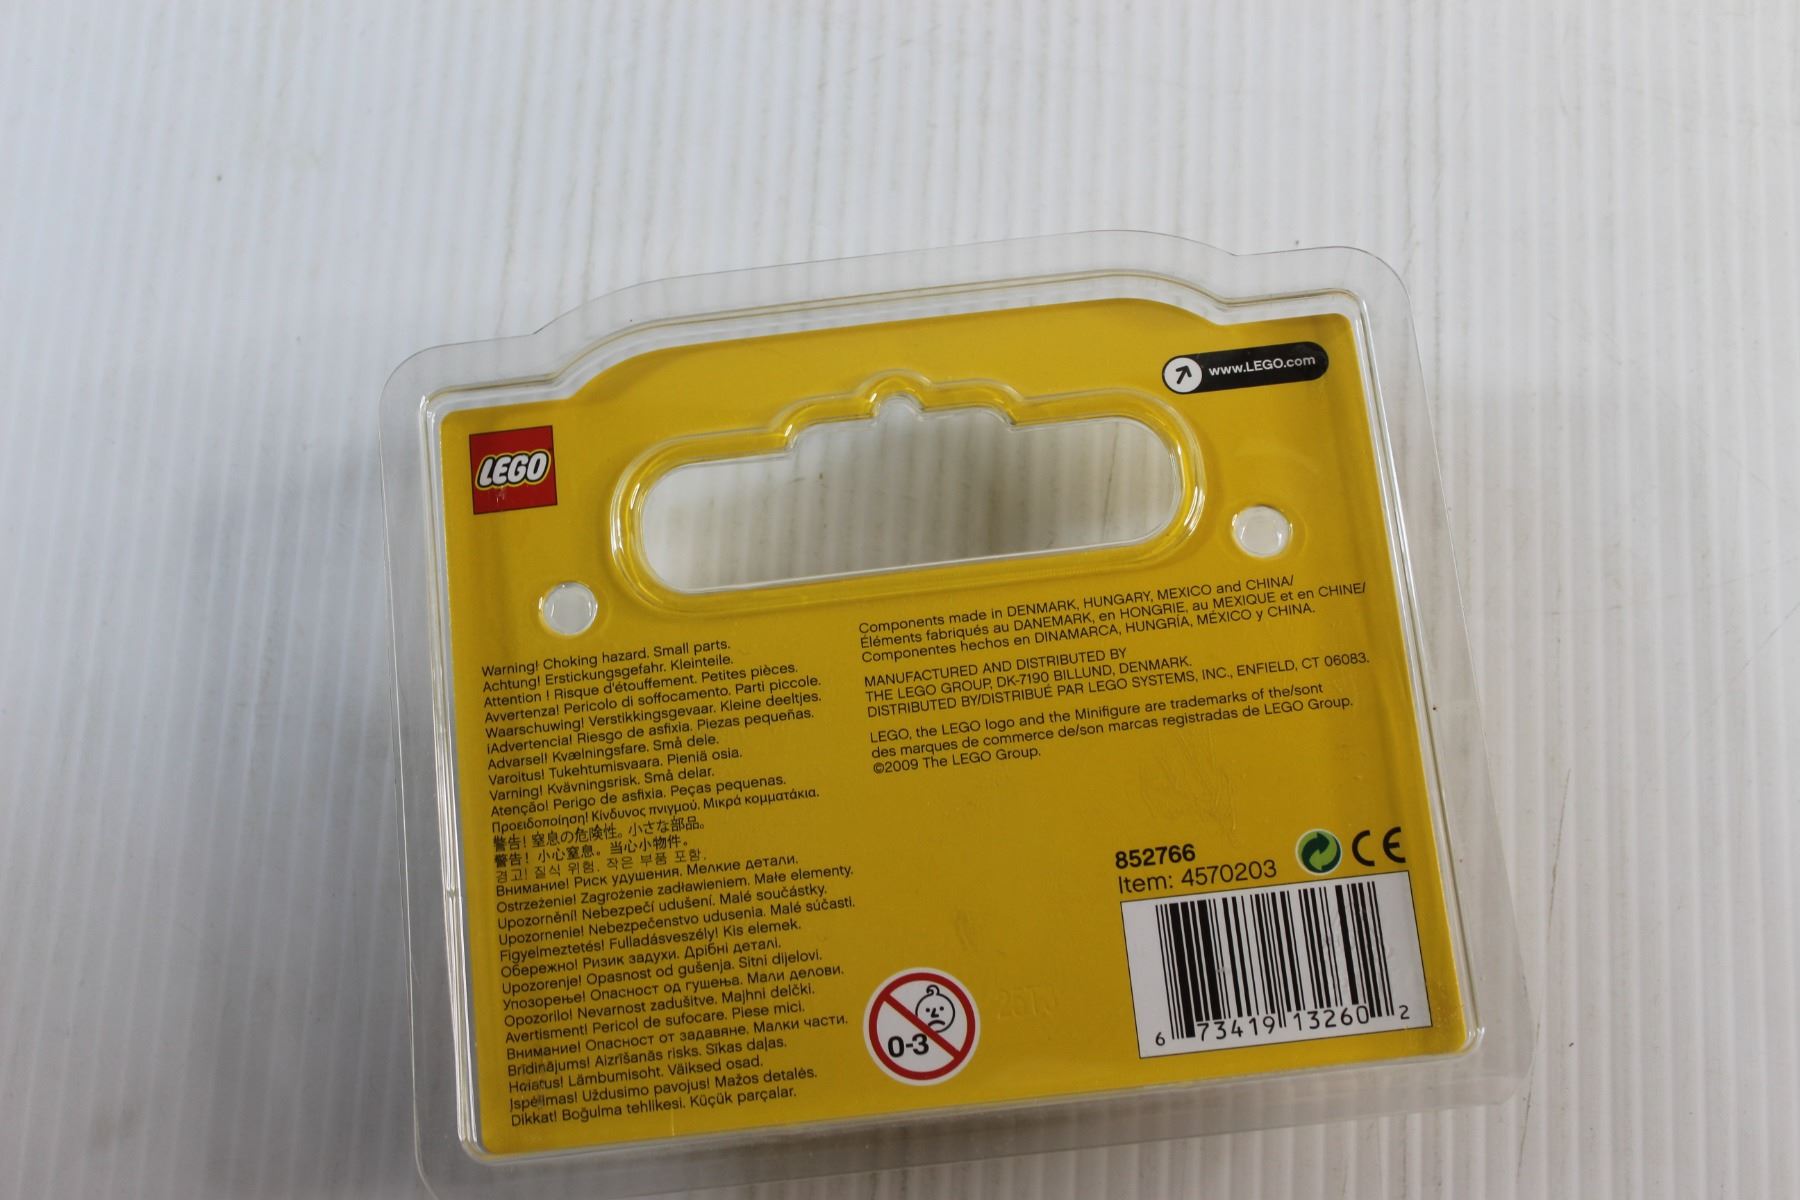 www.LEGO.com
LEGO
Warning! Choking hazard. Small parts.
Achtung! Erstickungsgefahr. Kleinteile.
Attention ! Risque d'étouffement. Petites pièces.
Avvertenza! Pericolo di soffocamento. Parti piccole.
Waarschuwing! Verstikkingsgevaar. Kleine deeltjes.
¡Advertencia! Riesgo de asfixia. Piezas pequeñas.
Advarsel! Kvælningsfare. Små dele.
Varoitus! Tukehtumisvaara. Pieniä osia.
Varning! Kvävningsrisk. Små delar.
Atenção! Perigo de asfixia. Peças pequenas.
Προειδοποίηση! Κίνδυνος πνιγμού. Μικρά κομματάκια.
警告! 窒息の危険性。小さな部品。
警告! 小心窒息。当心小物件。
경고! 질식 위험. 작은 부품 포함.
Внимание! Риск удушения. Мелкие детали.
Ostrzeżenie! Zagrożenie zadławieniem. Małe elementy.
Upozornění! Nebezpečí udušení. Malé součástky.
Upozornenie! Nebezpečenstvo udusenia. Malé súčasti.
Figyelmeztetés! Fulladásveszély! Kis elemek.
Обережно! Ризик задухи. Дрібні деталі.
Upozorenje! Opasnost od gušenja. Sitni dijelovi.
Упозорење! Опасност од гушења. Мали делови.
Opozorilo! Nevarnost zadušitve. Majhni delčki.
Avertisment! Pericol de sufocare. Piese mici.
Внимание! Опасност от задавяне. Малки части.
Brīdinājums! Aizrīšanās risks. Sīkas daļas.
Hoiatus! Lämbumisoht. Väiksed osad.
Įspėjimas! Uždusimo pavojus! Mažos detalės.
Dikkat! Boğulma tehlikesi. Küçük parçalar.
Components made in DENMARK, HUNGARY, MEXICO and CHINA/
Éléments fabriqués au DANEMARK, en HONGRIE, au MEXIQUE et en CHINE/
Componentes hechos en DINAMARCA, HUNGRÍA, MÉXICO y CHINA.
MANUFACTURED AND DISTRIBUTED BY
THE LEGO GROUP, DK-7190 BILLUND, DENMARK.
DISTRIBUTED BY/DISTRIBUÉ PAR LEGO SYSTEMS, INC., ENFIELD, CT 06083.
LEGO, the LEGO logo and the Minifigure are trademarks of the/sont
des marques de commerce de/son marcas registradas de LEGO Group.
©2009 The LEGO Group.
852766
Item: 4570203
CE
6 73419 13260 2
0-3